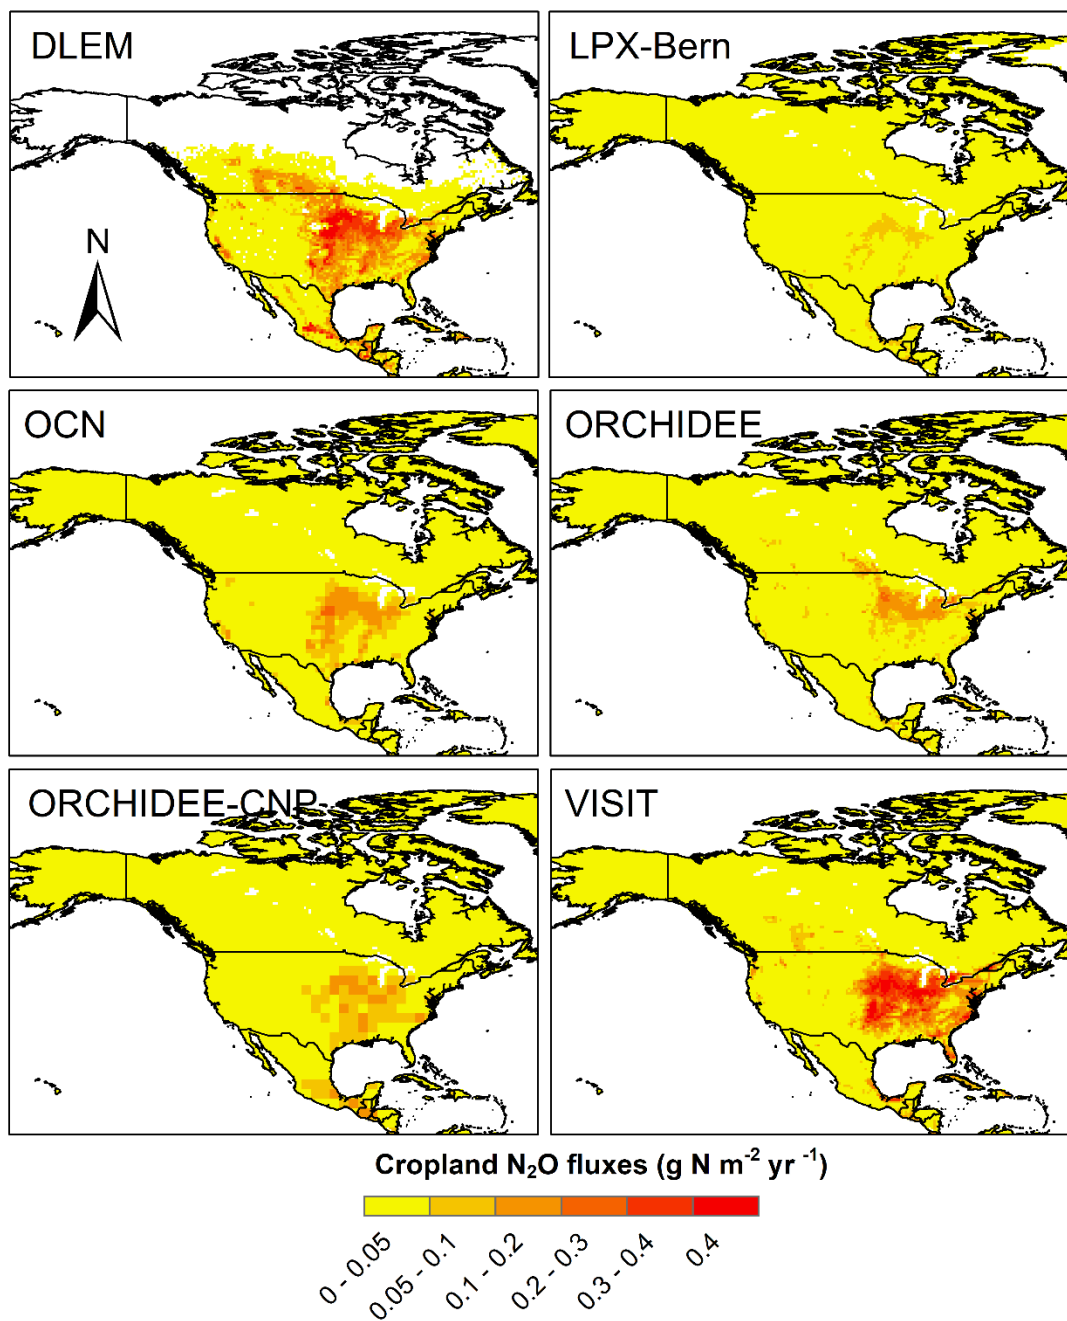 DLEM
LPX-Bern
N
OCN
ORCHIDEE
ORCHIDEE-CNP
VISIT
Cropland N₂O fluxes (g N m⁻² yr ⁻¹)
0 - 0.05
0.05 - 0.1
0.1 - 0.2
0.2 - 0.3
0.3 - 0.4
0.4